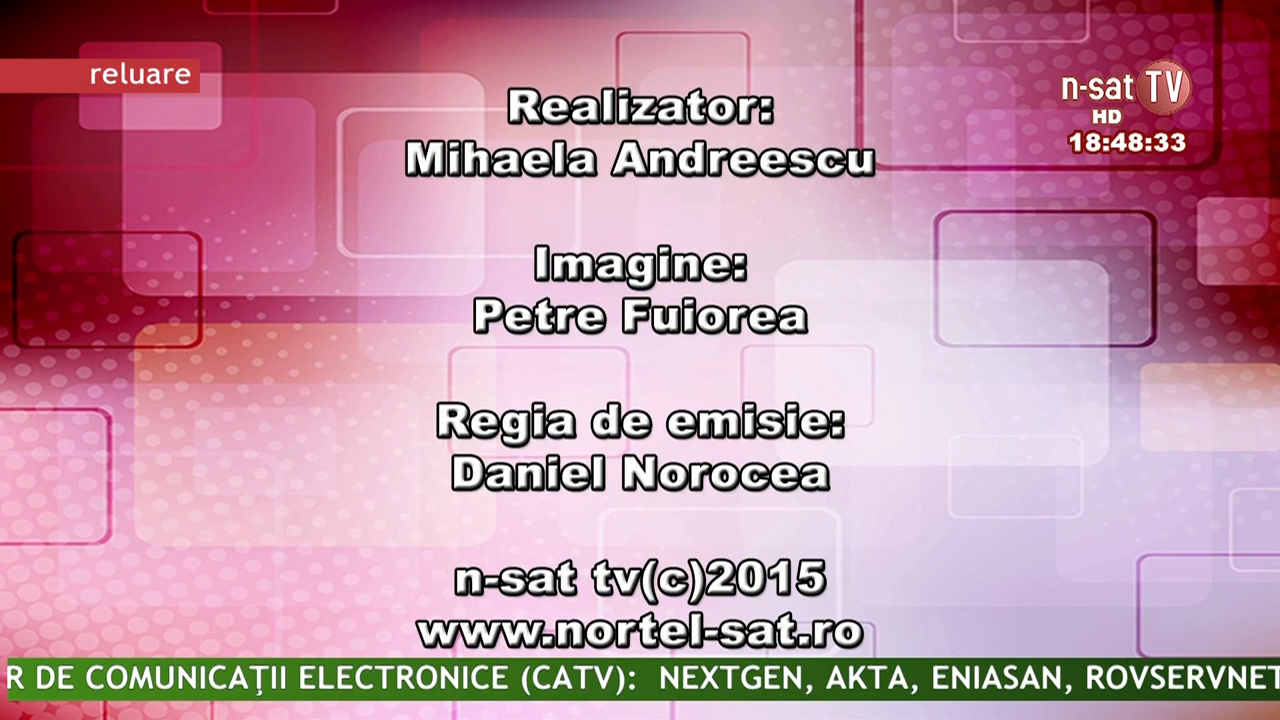 reluare
n-sat TV
HD
18:48:33
Realizator:
Mihaela Andreescu
Imagine:
Petre Fuiorea
Regia de emisie:
Daniel Norocea
n-sat tv(c)2015
www.nortel-sat.ro
R DE COMUNICAŢII ELECTRONICE (CATV): NEXTGEN, AKTA, ENIASAN, ROVSERVNET